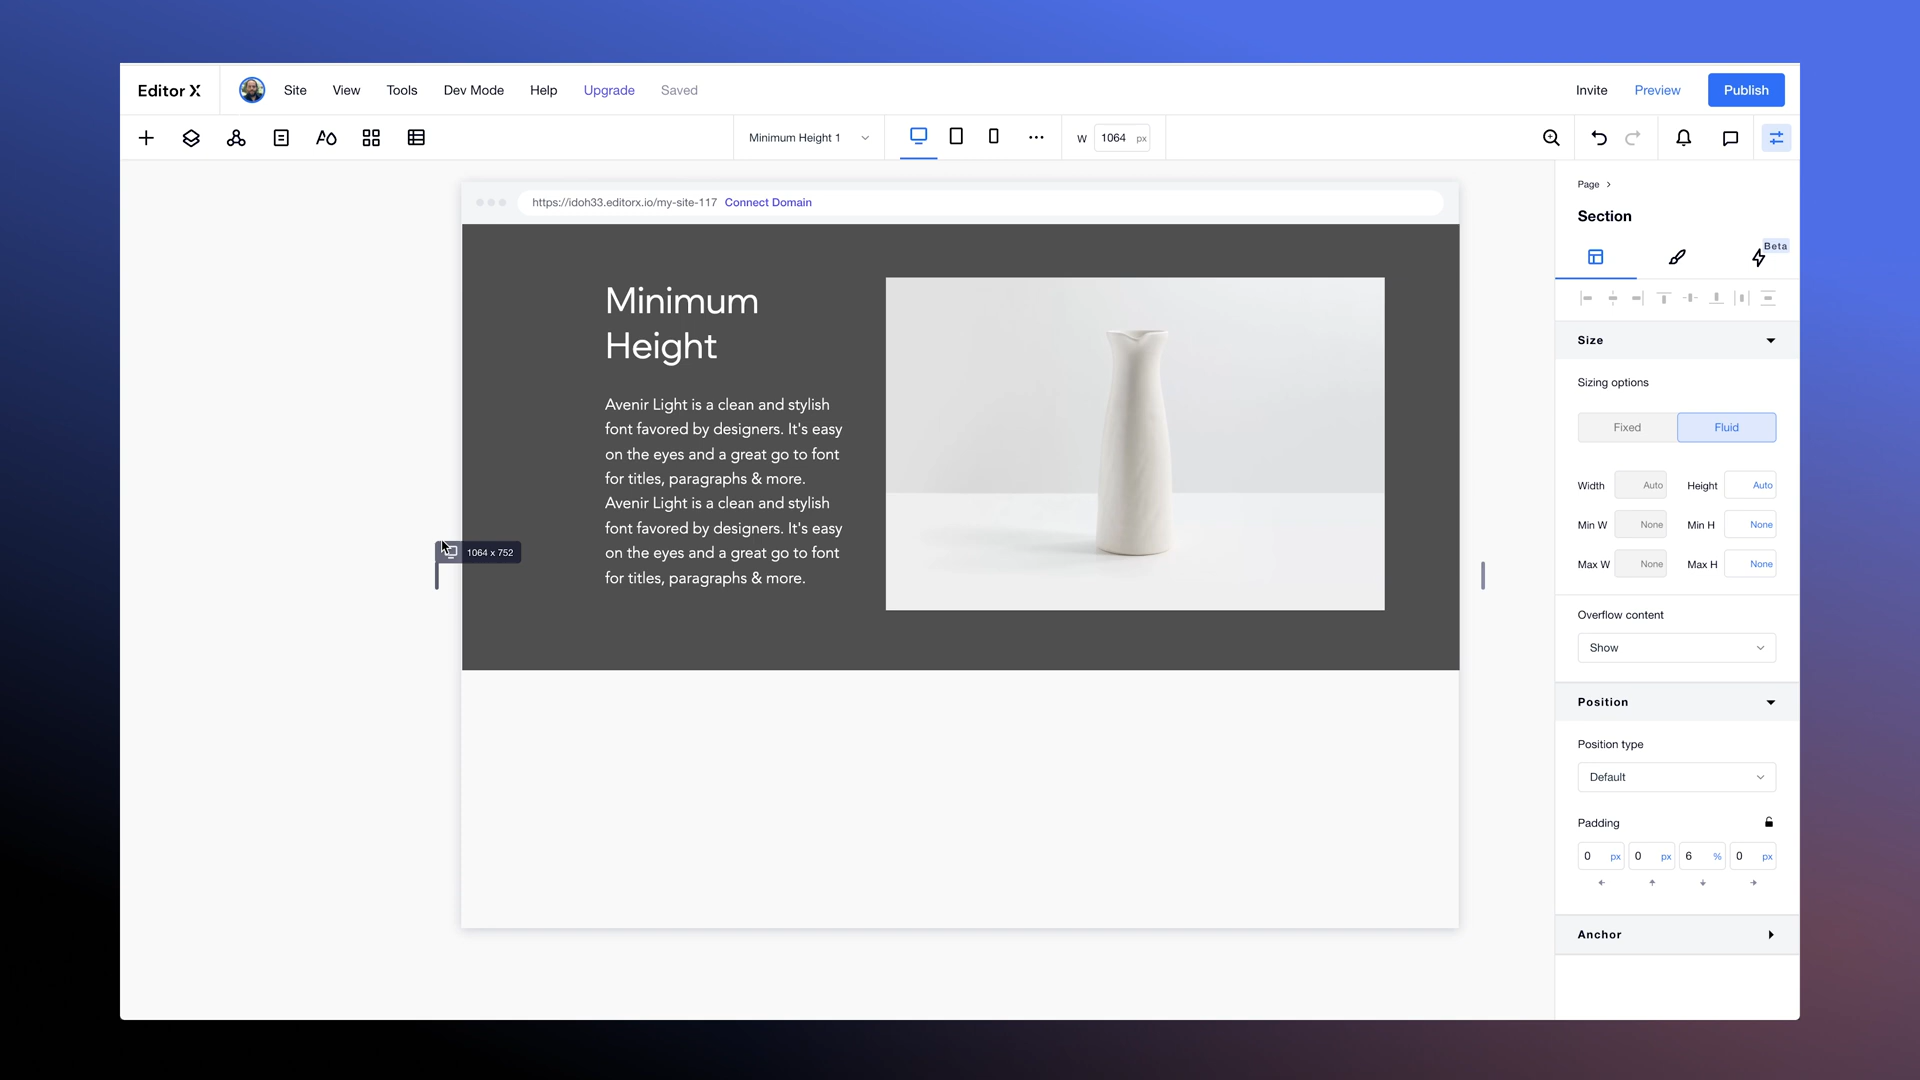 Editor X
Site View Tools Dev Mode Help Upgrade Saved
Invite Preview Publish
Minimum Height 1
W 1064 px
https://idoh33.editorx.io/my-site-117 Connect Domain
Minimum
Height
Avenir Light is a clean and stylish
font favored by designers. It's easy
on the eyes and a great go to font
for titles, paragraphs & more.
Avenir Light is a clean and stylish
font favored by designers. It's easy
on the eyes and a great go to font
for titles, paragraphs & more.
1064 x 752
Page
Section
Beta
Size
Sizing options
Fixed Fluid
Width Auto Height Auto
Min W None Min H None
Max W None Max H None
Overflow content
Show
Position
Position type
Default
Padding
0 px 0 px 6 % 0 px
Anchor